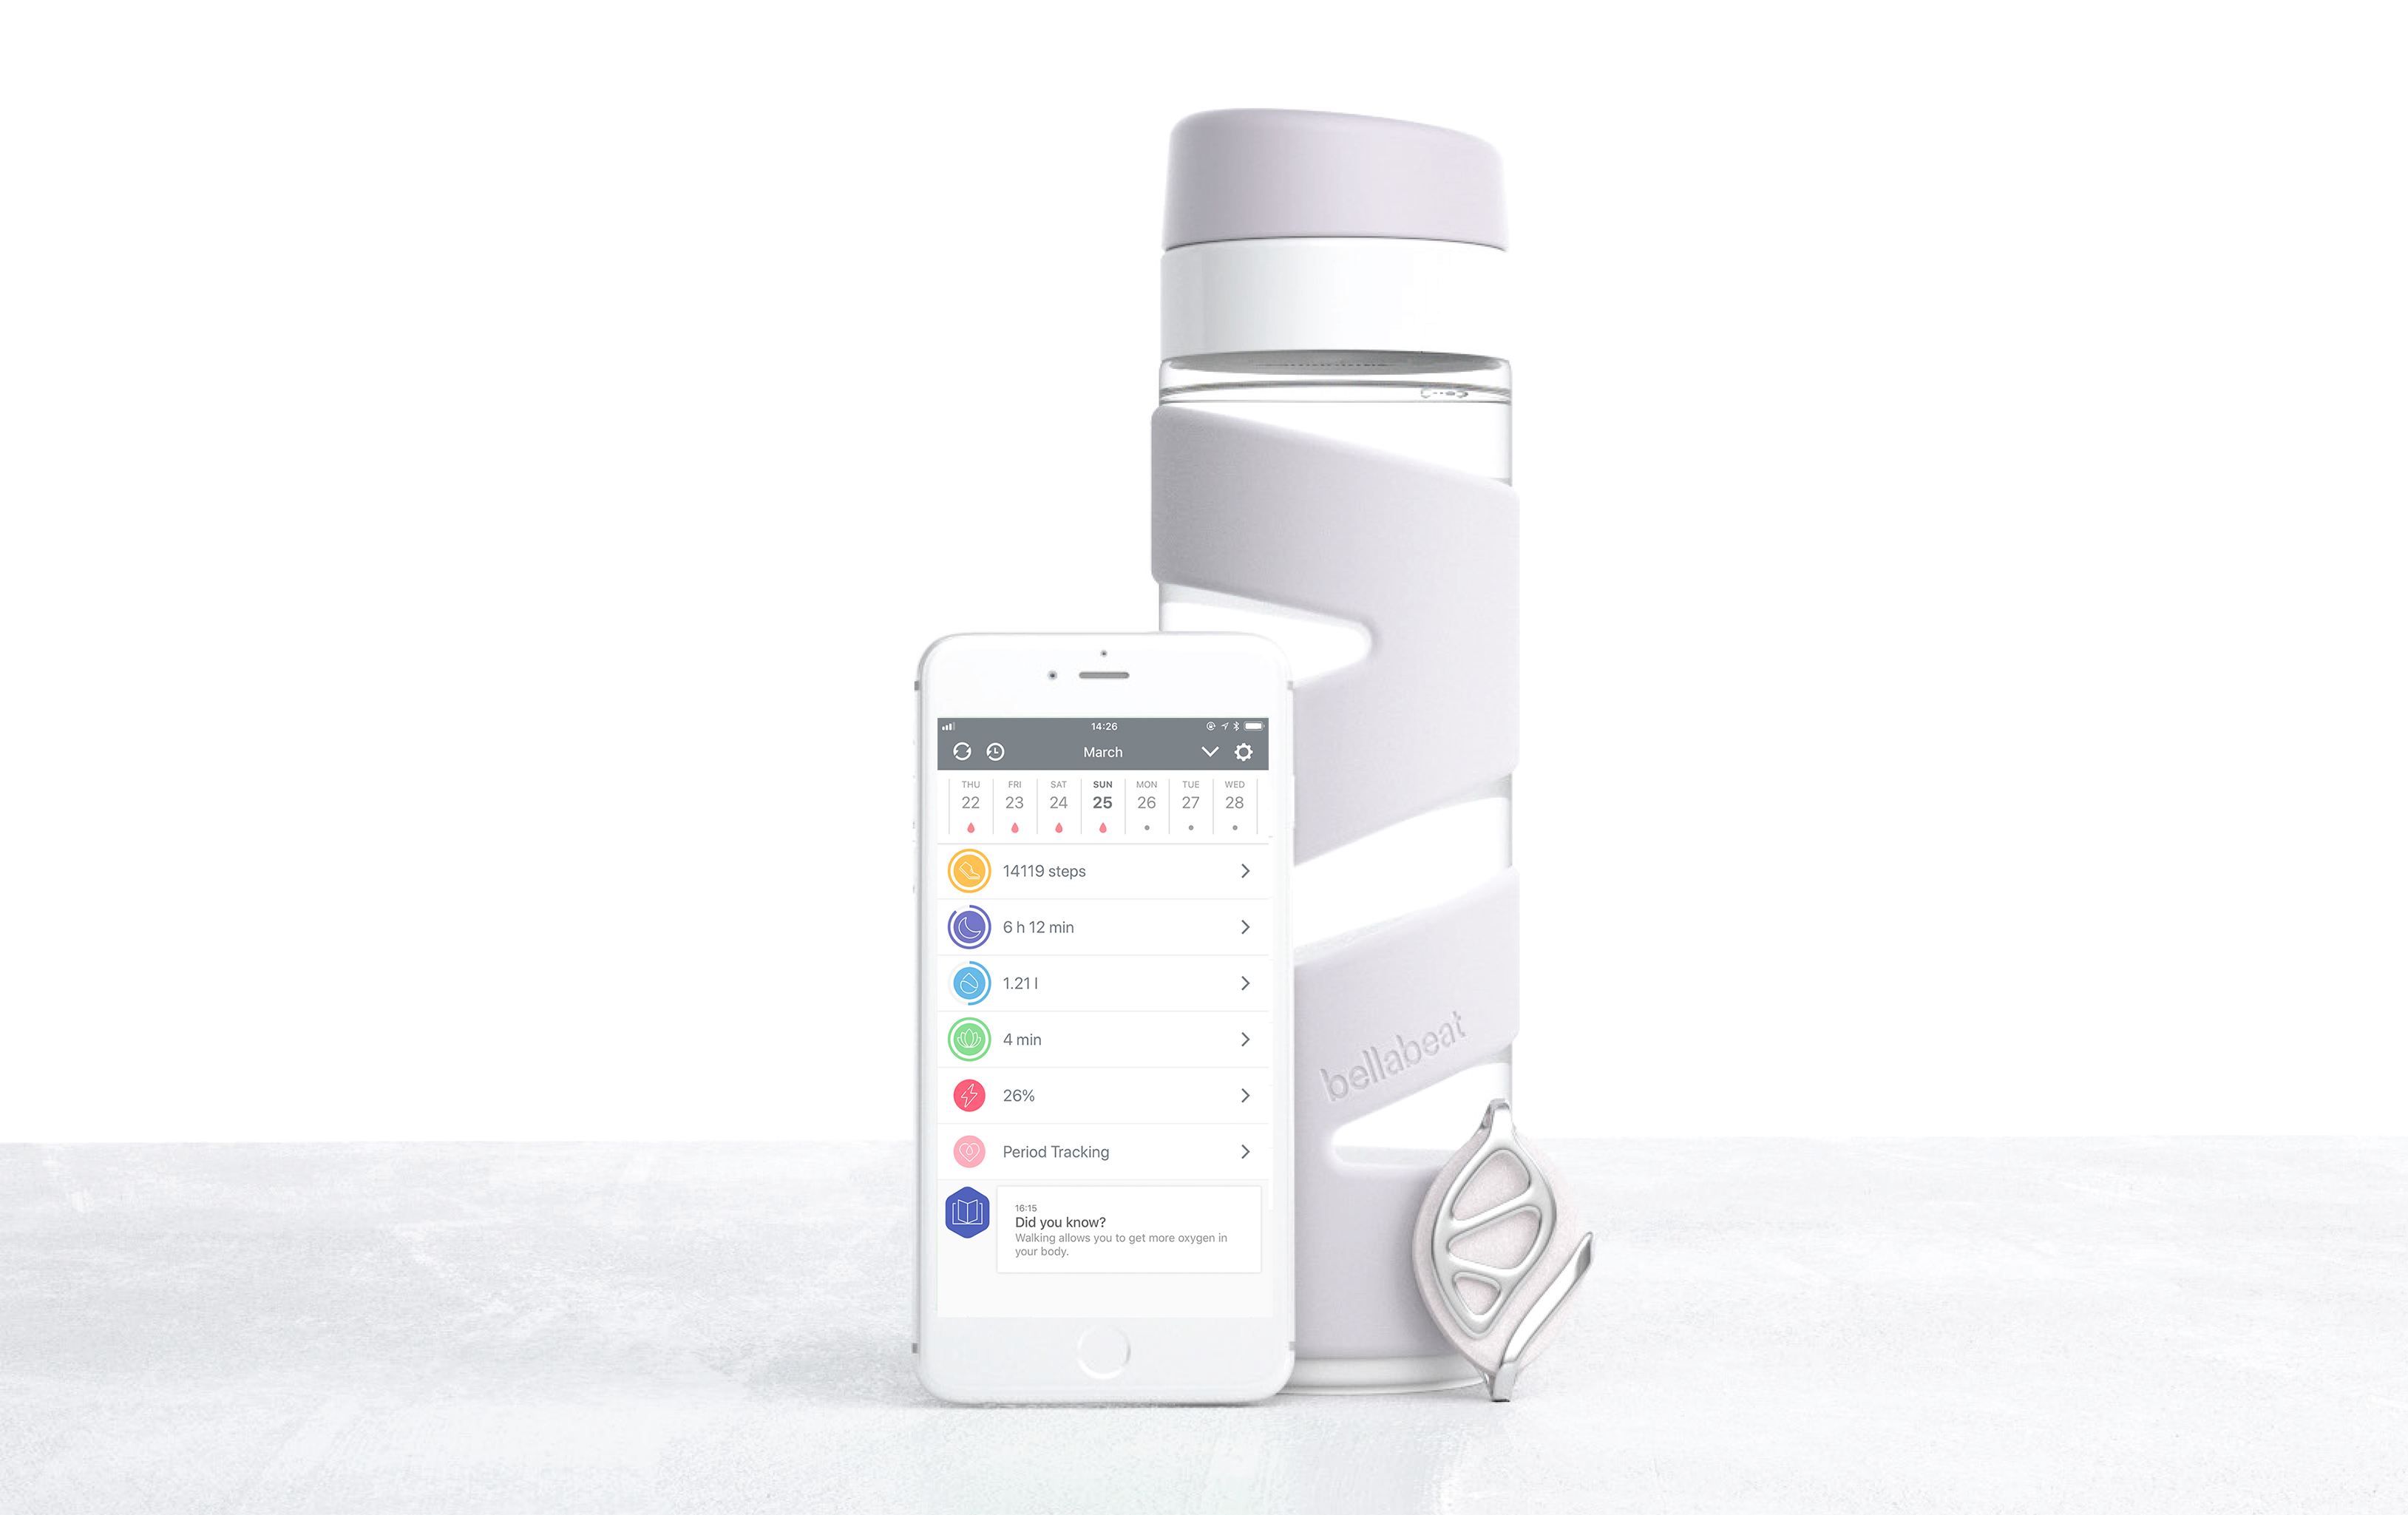 14:26
March
THU FRI SAT SUN MON TUE WED
22 23 24 25 26 27 28
14119 steps
6 h 12 min
1.21 l
4 min
26%
Period Tracking
16:15
Did you know?
Walking allows you to get more oxygen in
your body.
bellabeat